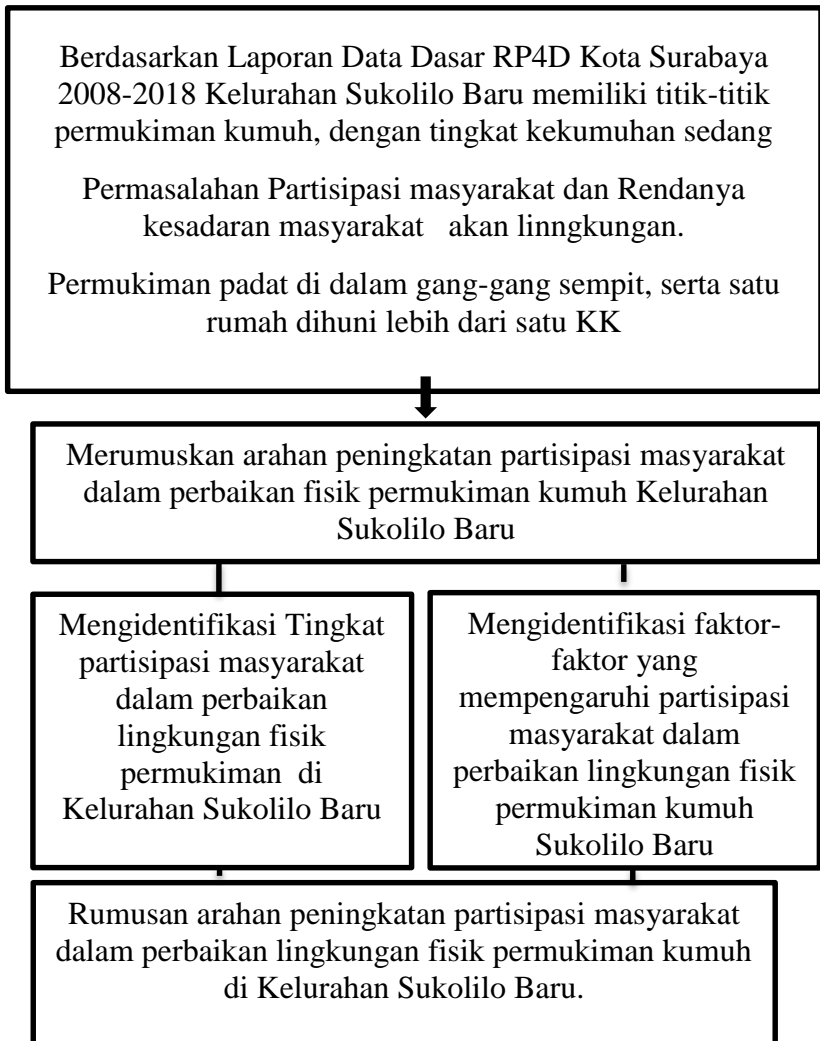 Berdasarkan Laporan Data Dasar RP4D Kota Surabaya
2008-2018 Kelurahan Sukolilo Baru memiliki titik-titik
permukiman kumuh, dengan tingkat kekumuhan sedang
Permasalahan Partisipasi masyarakat dan Rendanya
kesadaran masyarakat akan linngkungan.
Permukiman padat di dalam gang-gang sempit, serta satu
rumah dihuni lebih dari satu KK
Merumuskan arahan peningkatan partisipasi masyarakat
dalam perbaikan fisik permukiman kumuh Kelurahan
Sukolilo Baru
Mengidentifikasi Tingkat
partisipasi masyarakat
dalam perbaikan
lingkungan fisik
permukiman di
Kelurahan Sukolilo Baru
Mengidentifikasi faktor-
faktor yang
mempengaruhi partisipasi
masyarakat dalam
perbaikan lingkungan fisik
permukiman kumuh
Sukolilo Baru
Rumusan arahan peningkatan partisipasi masyarakat
dalam perbaikan lingkungan fisik permukiman kumuh
di Kelurahan Sukolilo Baru.